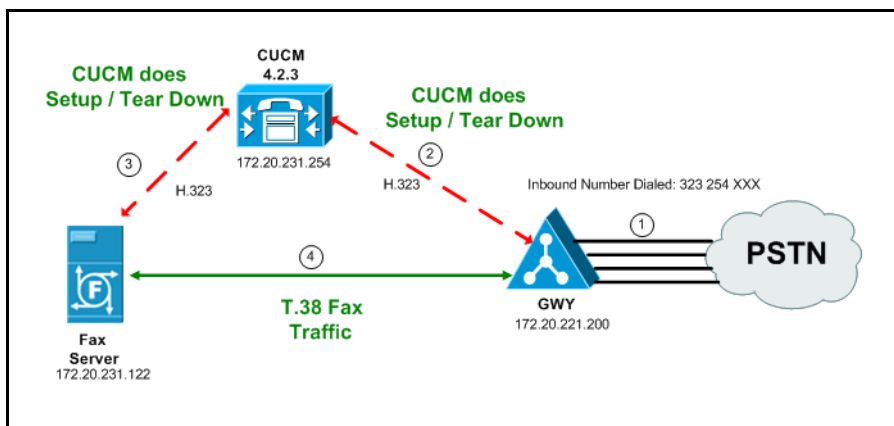 CUCM
4.2.3
CUCM does
Setup / Tear Down
CUCM does
Setup / Tear Down
172.20.231.254
3
2
H.323
H.323
Inbound Number Dialed: 323 254 XXX
1
PSTN
4
F
T.38 Fax
Traffic
GWY
172.20.221.200
Fax
Server
172.20.231.122